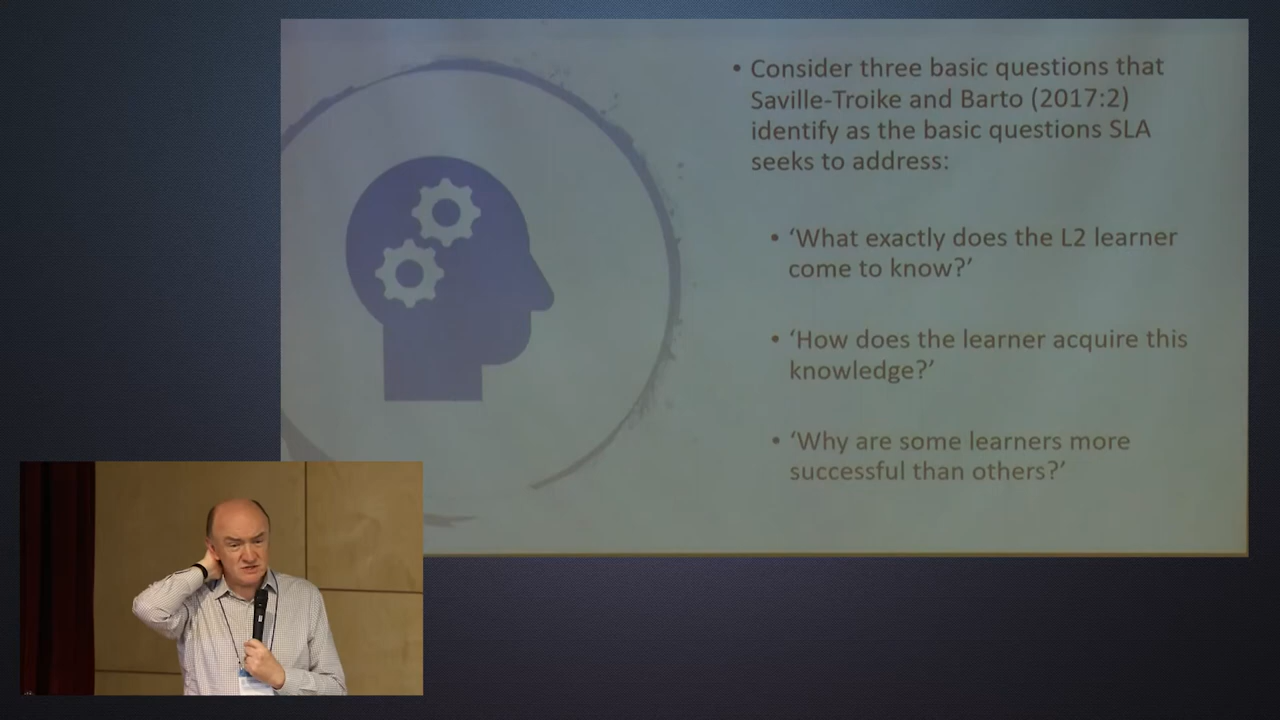 • Consider three basic questions that
Saville-Troike and Barto (2017:2)
identify as the basic questions SLA
seeks to address:
• ‘What exactly does the L2 learner
come to know?’
• ‘How does the learner acquire this
knowledge?’
• ‘Why are some learners more
successful than others?’